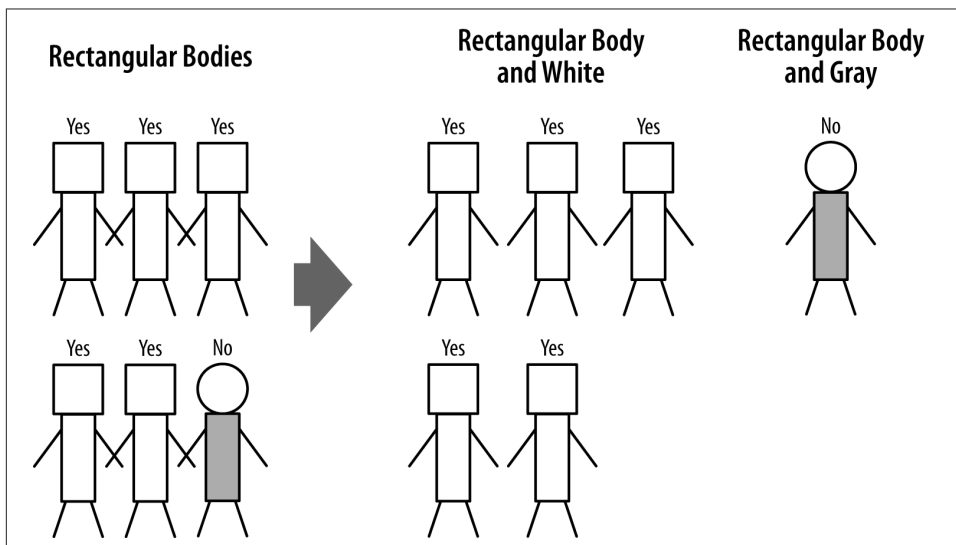 Rectangular Bodies
Yes Yes Yes
Yes Yes No
Rectangular Body
and White
Yes Yes Yes
Yes Yes
Rectangular Body
and Gray
No